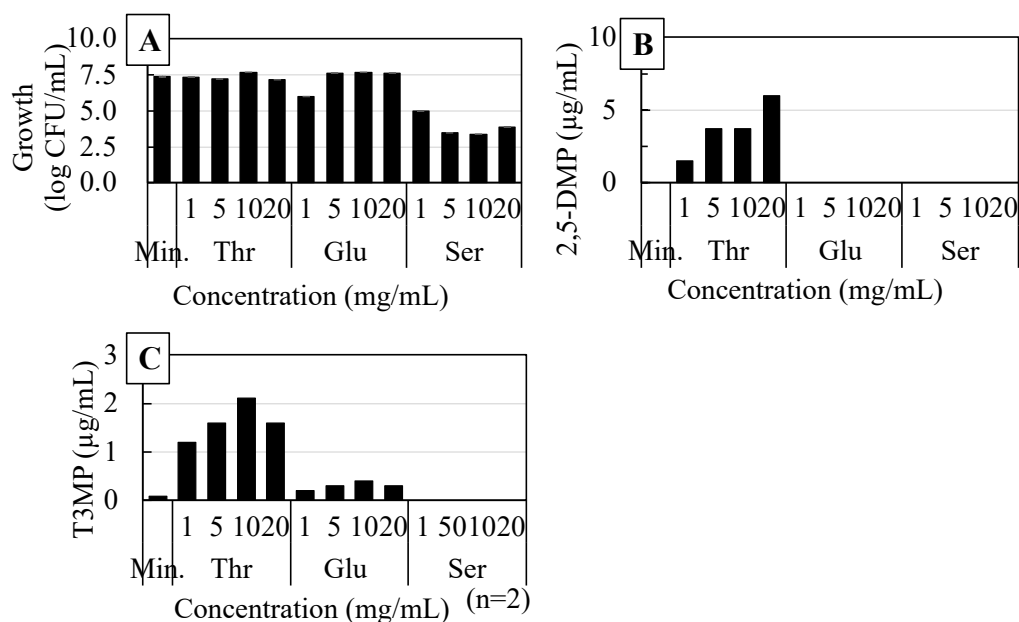 A
Growth
(log CFU/mL)
10.0
7.5
5.0
2.5
0.0
1 5 1020 1 5 1020 1 5 1020
Min. Thr Glu Ser
Concentration (mg/mL)
B
2,5-DMP (µg/mL)
10
5
0
1 5 1020 1 5 1020 1 5 1020
Min. Thr Glu Ser
Concentration (mg/mL)
C
T3MP (µg/mL)
3
2
1
0
1 5 1020 1 5 1020 1 501020
Min. Thr Glu Ser
Concentration (mg/mL) (n=2)